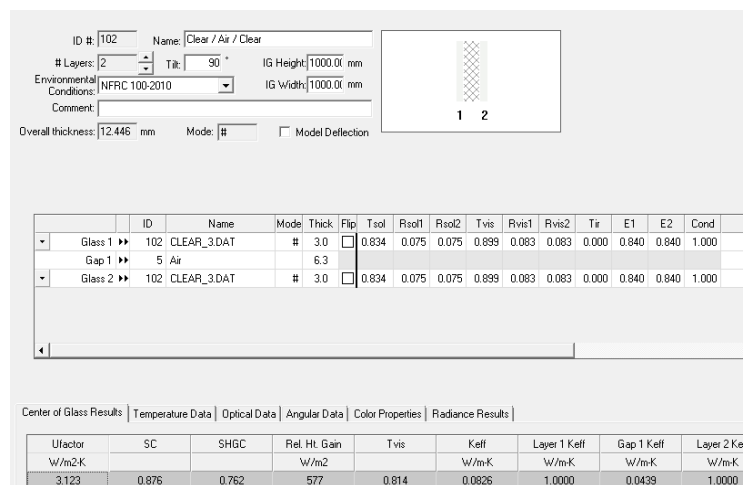 ID #: 102 Name: Clear / Air / Clear
# Layers: 2 Tilt: 90 ° IG Height: 1000.0( mm
Environmental Conditions: NFRC 100-2010 IG Width: 1000.0( mm
Comment:
Overall thickness: 12.446 mm Mode: # Model Deflection
1 2
ID Name Mode Thick Flip Tsol Rsol1 Rsol2 Tvis Rvis1 Rvis2 Tir E1 E2 Cond
Glass 1 102 CLEAR_3.DAT # 3.0 0.834 0.075 0.075 0.899 0.083 0.083 0.000 0.840 0.840 1.000
Gap 1 5 Air 6.3
Glass 2 102 CLEAR_3.DAT # 3.0 0.834 0.075 0.075 0.899 0.083 0.083 0.000 0.840 0.840 1.000
Center of Glass Results Temperature Data Optical Data Angular Data Color Properties Radiance Results
Ufactor SC SHGC Rel. Ht. Gain Tvis Keff Layer 1 Keff Gap 1 Keff Layer 2 Ke
W/m2-K W/m2 W/m-K W/m-K W/m-K W/m-K
3.123 0.876 0.762 577 0.814 0.0826 1.0000 0.0439 1.0000